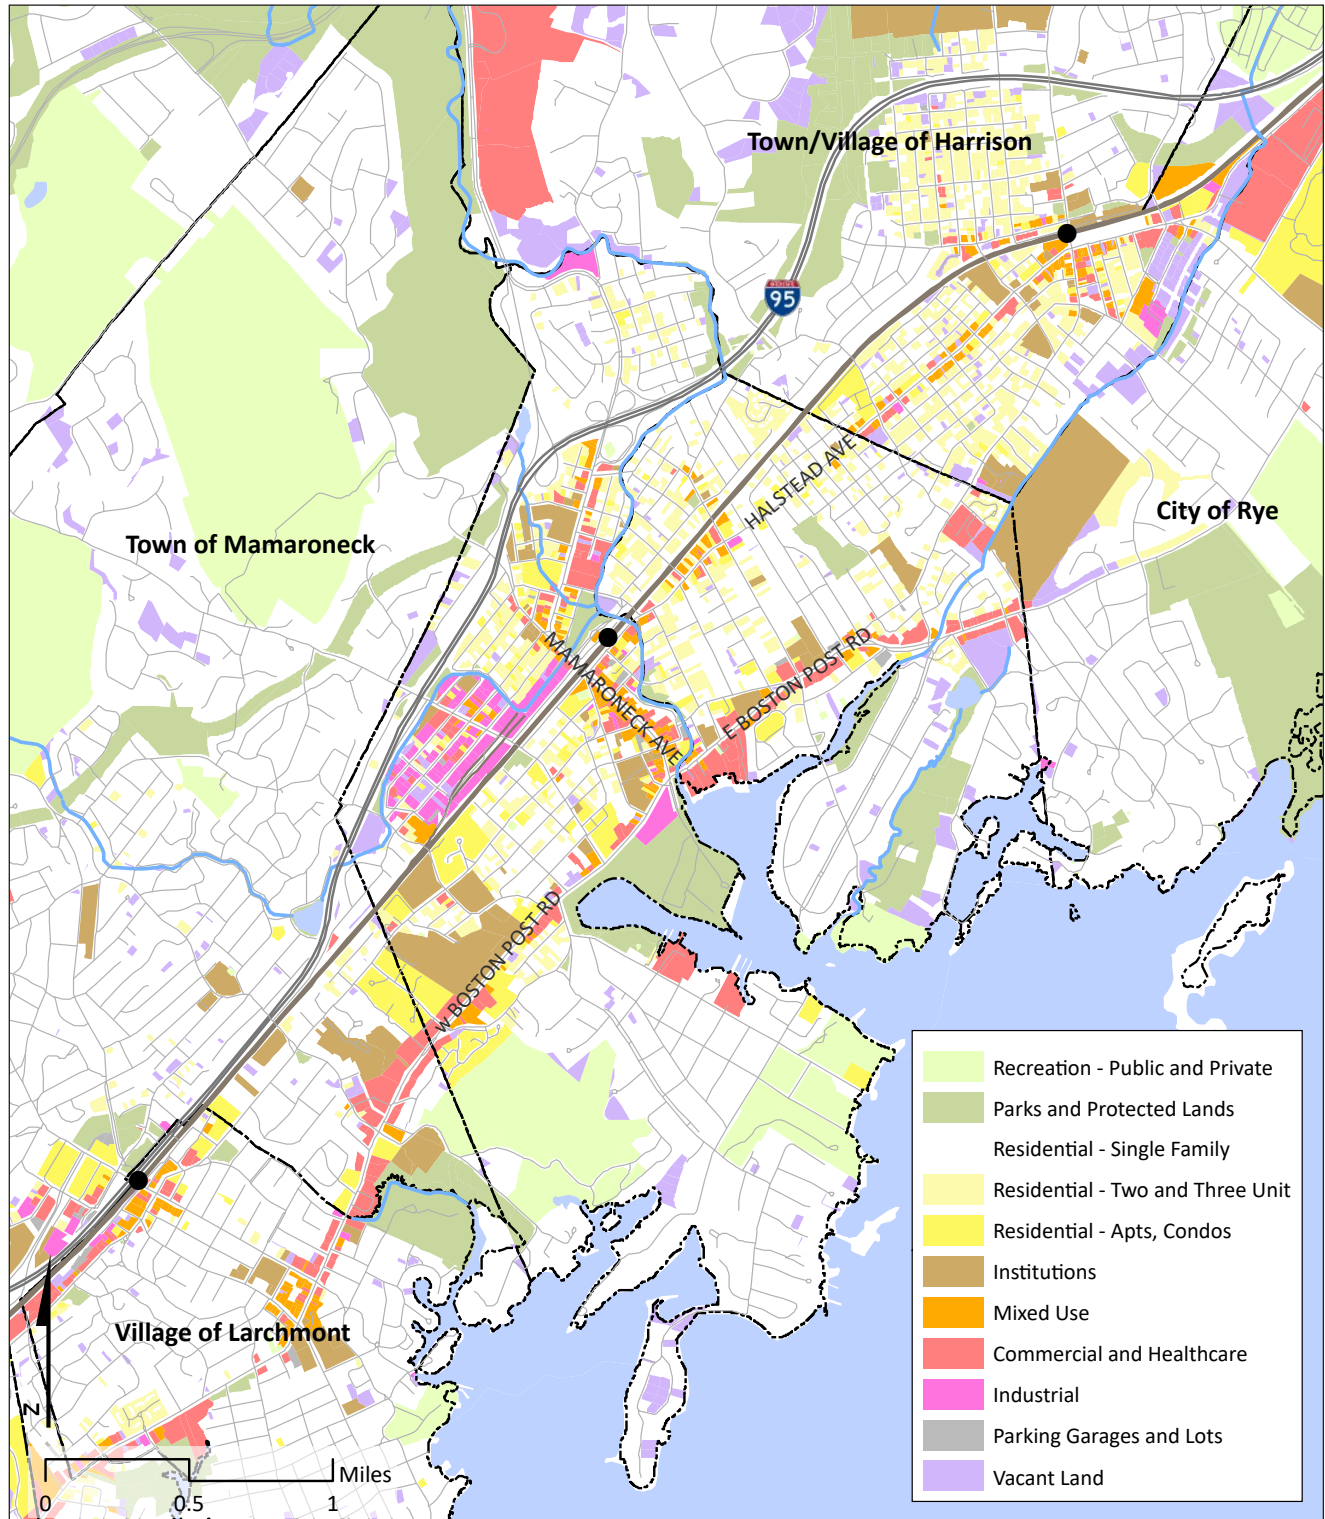 Town/Village of Harrison
95
HALSTEAD AVE
City of Rye
Town of Mamaroneck
MAMARONECK AVE
E BOSTON POST RD
W BOSTON POST RD
Village of Larchmont
N
Miles
0
0.5
1
Recreation - Public and Private
Parks and Protected Lands
Residential - Single Family
Residential - Two and Three Unit
Residential - Apts, Condos
Institutions
Mixed Use
Commercial and Healthcare
Industrial
Parking Garages and Lots
Vacant Land